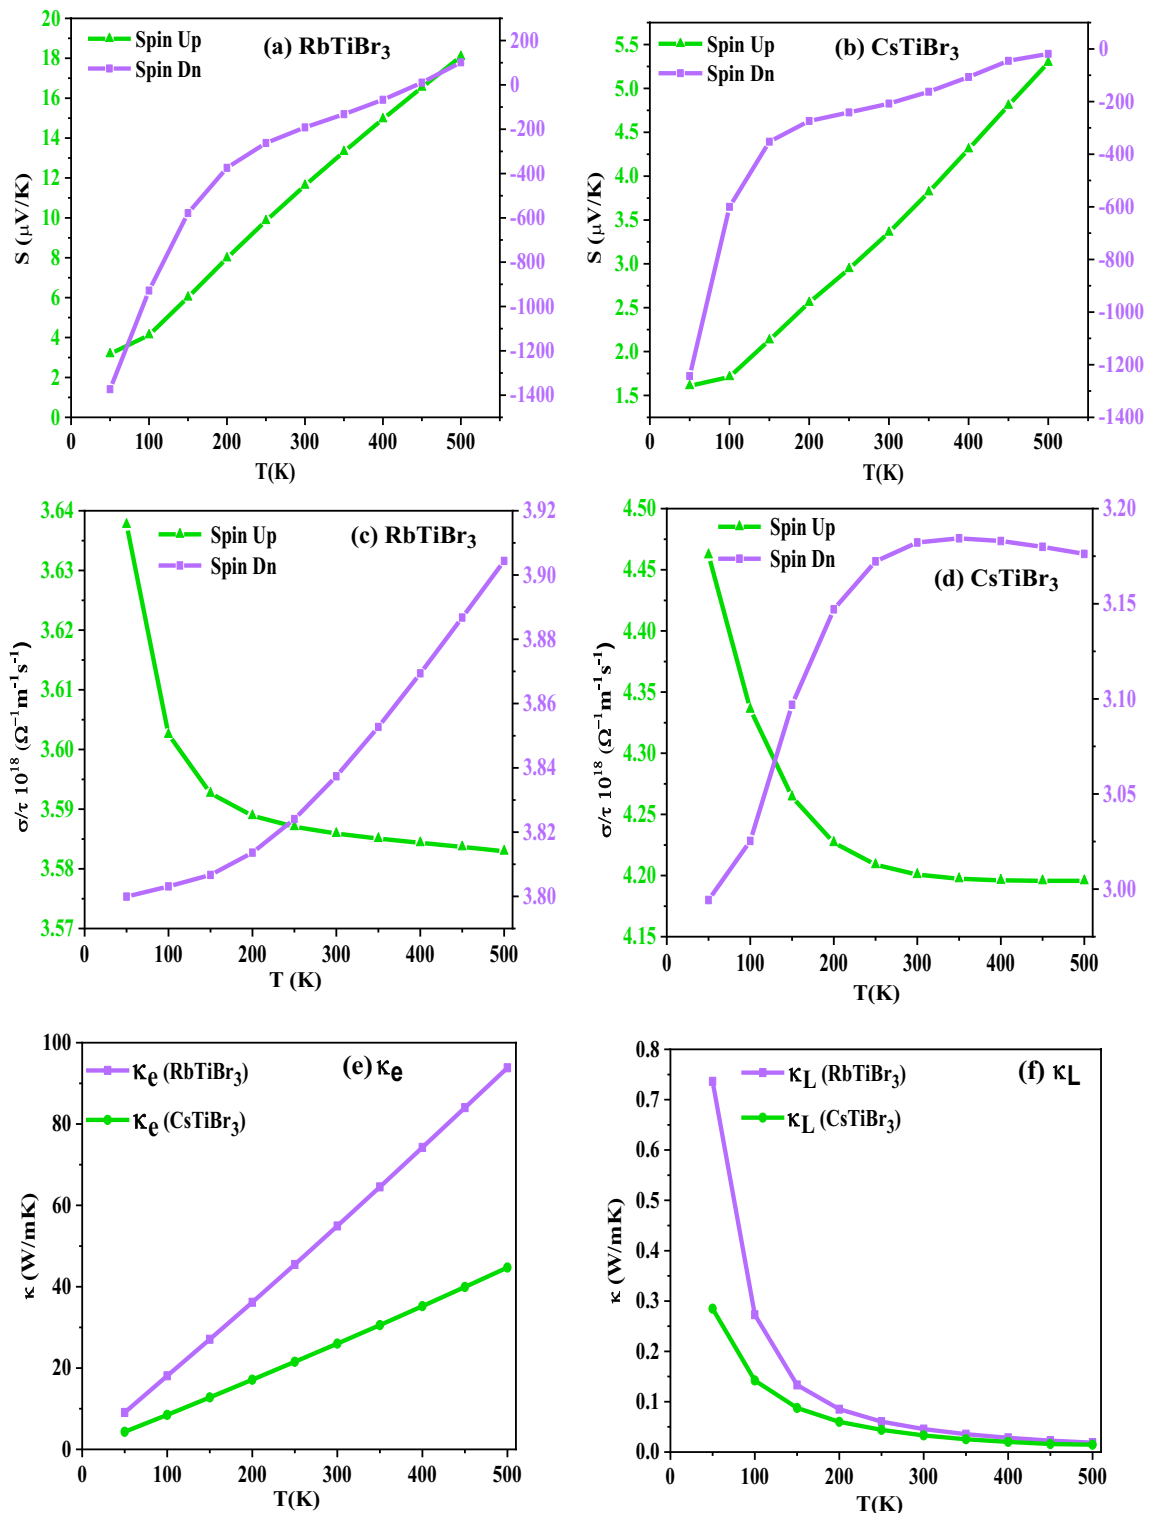 (a) RbTiBr3
Spin Up
Spin Dn
S (μV/K)
20
18
16
14
12
10
8
6
4
2
0
200
0
-200
-400
-600
-800
-1000
-1200
-1400
0 100 200 300 400 500
T(K)
(b) CsTiBr3
Spin Up
Spin Dn
S (μV/K)
5.5
5.0
4.5
4.0
3.5
3.0
2.5
2.0
1.5
0
-200
-400
-600
-800
-1000
-1200
-1400
0 100 200 300 400 500
T(K)
(c) RbTiBr3
Spin Up
Spin Dn
σ/τ 10^18 (Ω^−1m^-1s^-1)
3.64
3.63
3.62
3.61
3.60
3.59
3.58
3.57
3.92
3.90
3.88
3.86
3.84
3.82
3.80
0 100 200 300 400 500
T (K)
Spin Up
Spin Dn
(d) CsTiBr3
σ/τ 10^18 (Ω^−1m^-1s^-1)
4.50
4.45
4.40
4.35
4.30
4.25
4.20
4.15
3.20
3.15
3.10
3.05
3.00
0 100 200 300 400 500
T(K)
(e) κe
κe (RbTiBr3)
κe (CsTiBr3)
κ (W/mK)
100
80
60
40
20
0
0 50 100 150 200 250 300 350 400 450 500
T(K)
(f) κL
κL (RbTiBr3)
κL (CsTiBr3)
κ (W/mK)
0.8
0.7
0.6
0.5
0.4
0.3
0.2
0.1
0.0
0 50 100 150 200 250 300 350 400 450 500
T(K)